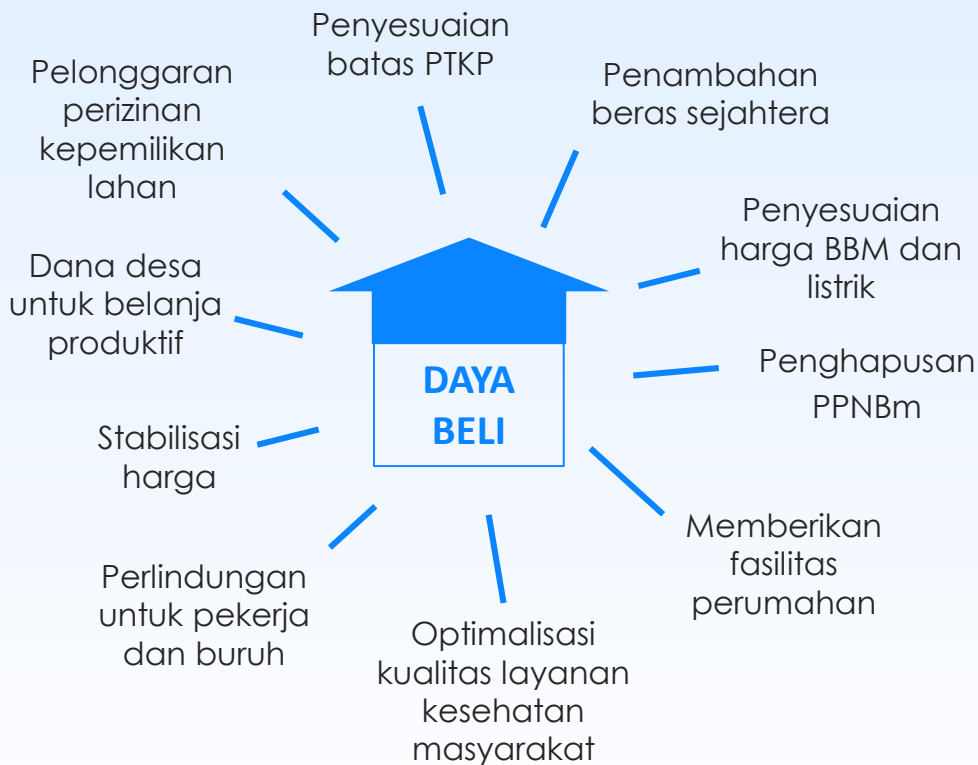 Penyesuaian
batas PTKP
Pelonggaran
perizinan
kepemilikan
lahan
Penambahan
beras sejahtera
Penyesuaian
harga BBM dan
listrik
Dana desa
untuk belanja
produktif
DAYA
BELI
Penghapusan
PPNBm
Stabilisasi
harga
Memberikan
fasilitas
perumahan
Perlindungan
untuk pekerja
dan buruh
Optimalisasi
kualitas layanan
kesehatan
masyarakat